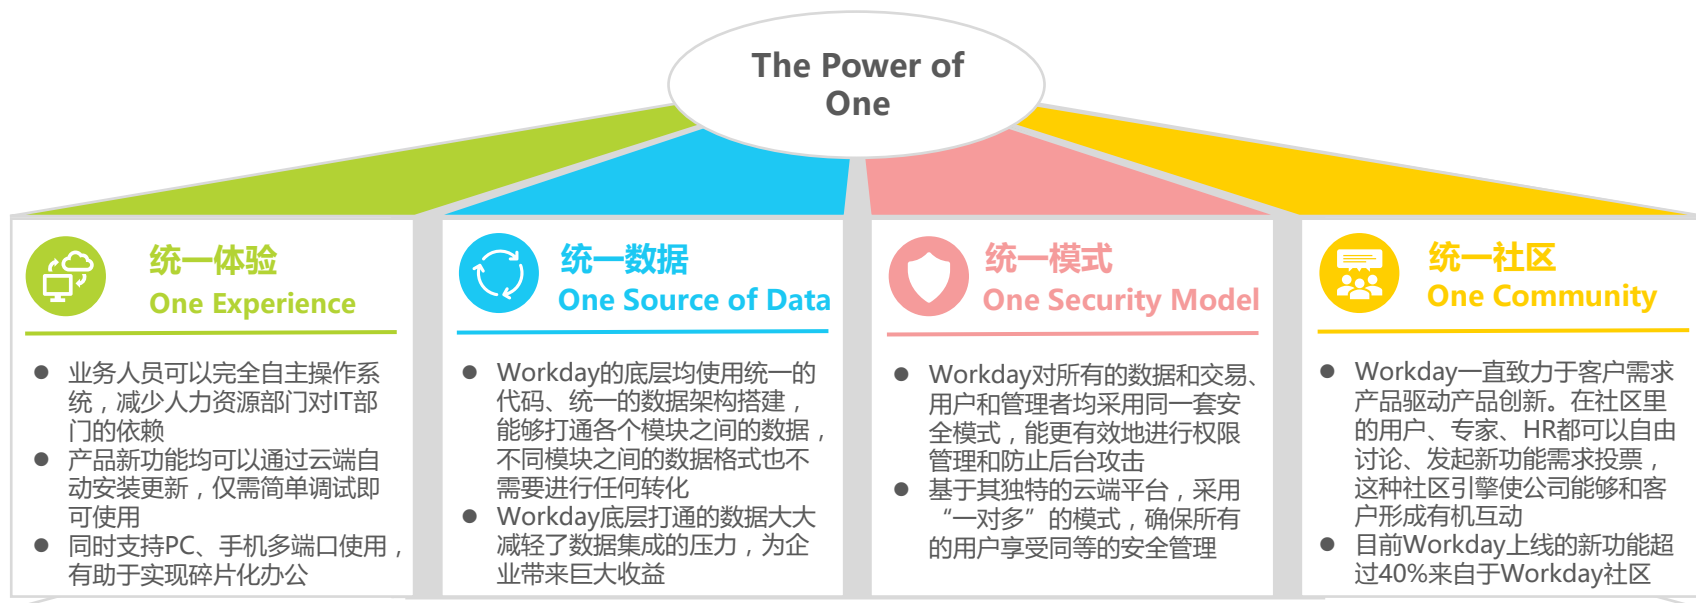 The Power of
One
统一体验
One Experience
业务人员可以完全自主操作系
统，减少人力资源部门对IT部
门的依赖
产品新功能均可以通过云端自
动安装更新，仅需简单调试即
可使用
同时支持PC、手机多端口使用，
有助于实现碎片化办公
统一数据
One Source of Data
Workday的底层均使用统一的
代码、统一的数据架构搭建，
能够打通各个模块之间的数据，
不同模块之间的数据格式也不
需要进行任何转化
Workday底层打通的数据大大
减轻了数据集成的压力，为企
业带来巨大收益
统一模式
One Security Model
Workday对所有的数据和交易、
用户和管理者均采用同一套安
全模式，能更有效地进行权限
管理和防止后台攻击
基于其独特的云端平台，采用
“一对多”的模式，确保所有
的用户享受同等的安全管理
统一社区
One Community
Workday一直致力于客户需求
产品驱动产品创新。在社区里
的用户、专家、HR都可以自由
讨论、发起新功能需求投票，
这种社区引擎使公司能够和客
户形成有机互动
目前Workday上线的新功能超
过40%来自于Workday社区